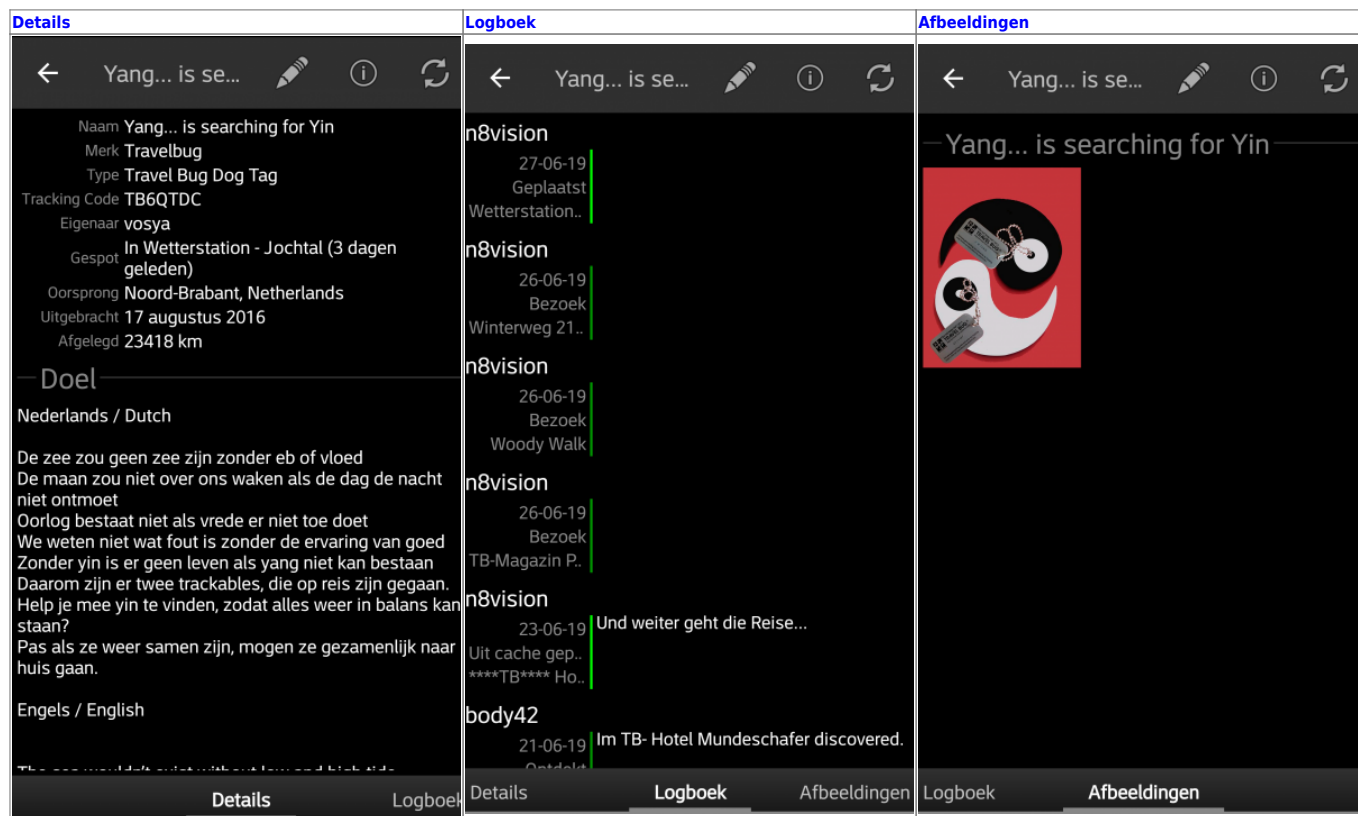 Details
Yang... is se...
Naam Yang... is searching for Yin
Merk Travelbug
Type Travel Bug Dog Tag
Tracking Code TB6QTDC
Eigenaar vosya
Gespot In Wetterstation - Jochtal (3 dagen
geleden)
Oorsprong Noord-Brabant, Netherlands
Uitgebracht 17 augustus 2016
Afgelegd 23418 km
Doel
Nederlands / Dutch
De zee zou geen zee zijn zonder eb of vloed
De maan zou niet over ons waken als de dag de nacht
niet ontmoet
Oorlog bestaat niet als vrede er niet toe doet
We weten niet wat fout is zonder de ervaring van goed
Zonder yin is er geen leven als yang niet kan bestaan
Daarom zijn er twee trackables, die op reis zijn gegaan.
Help je mee yin te vinden, zodat alles weer in balans kan
staan?
Pas als ze weer samen zijn, mogen ze gezamenlijk naar
huis gaan.
Engels / English
Details Logboek
Logboek
Yang... is se...
n8vision
27-06-19
Geplaatst
Wetterstation..
n8vision
26-06-19
Bezoek
Winterweg 21..
n8vision
26-06-19
Bezoek
Woody Walk
n8vision
26-06-19
Bezoek
TB-Magazin P..
n8vision
23-06-19 Und weiter geht die Reise...
Uit cache gep..
****TB**** Ho..
body42
21-06-19 Im TB- Hotel Mundeschafer discovered.
Ontdekt
Details Logboek Afbeeldingen
Afbeeldingen
Yang... is se...
Yang... is searching for Yin
Logboek Afbeeldingen